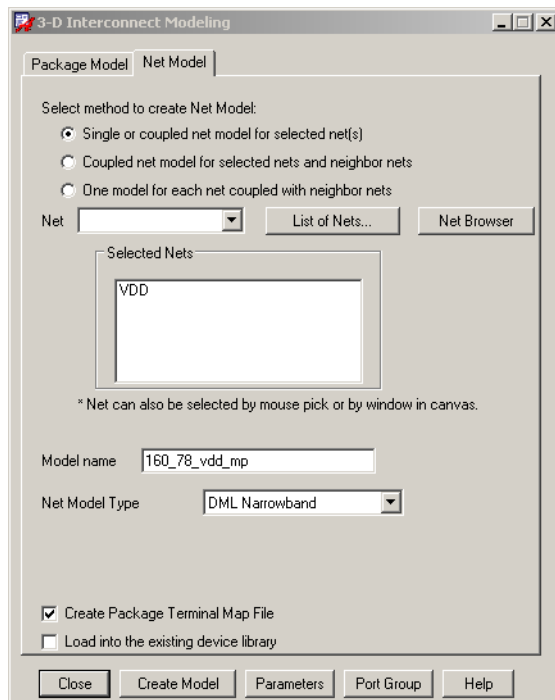 3-D Interconnect Modeling
Package Model Net Model
Select method to create Net Model:
Single or coupled net model for selected net(s)
Coupled net model for selected nets and neighbor nets
One model for each net coupled with neighbor nets
Net List of Nets... Net Browser
Selected Nets
VDD
* Net can also be selected by mouse pick or by window in canvas.
Model name 160_78_vdd_mp
Net Model Type DML Narrowband
Create Package Terminal Map File
Load into the existing device library
Close Create Model Parameters Port Group Help